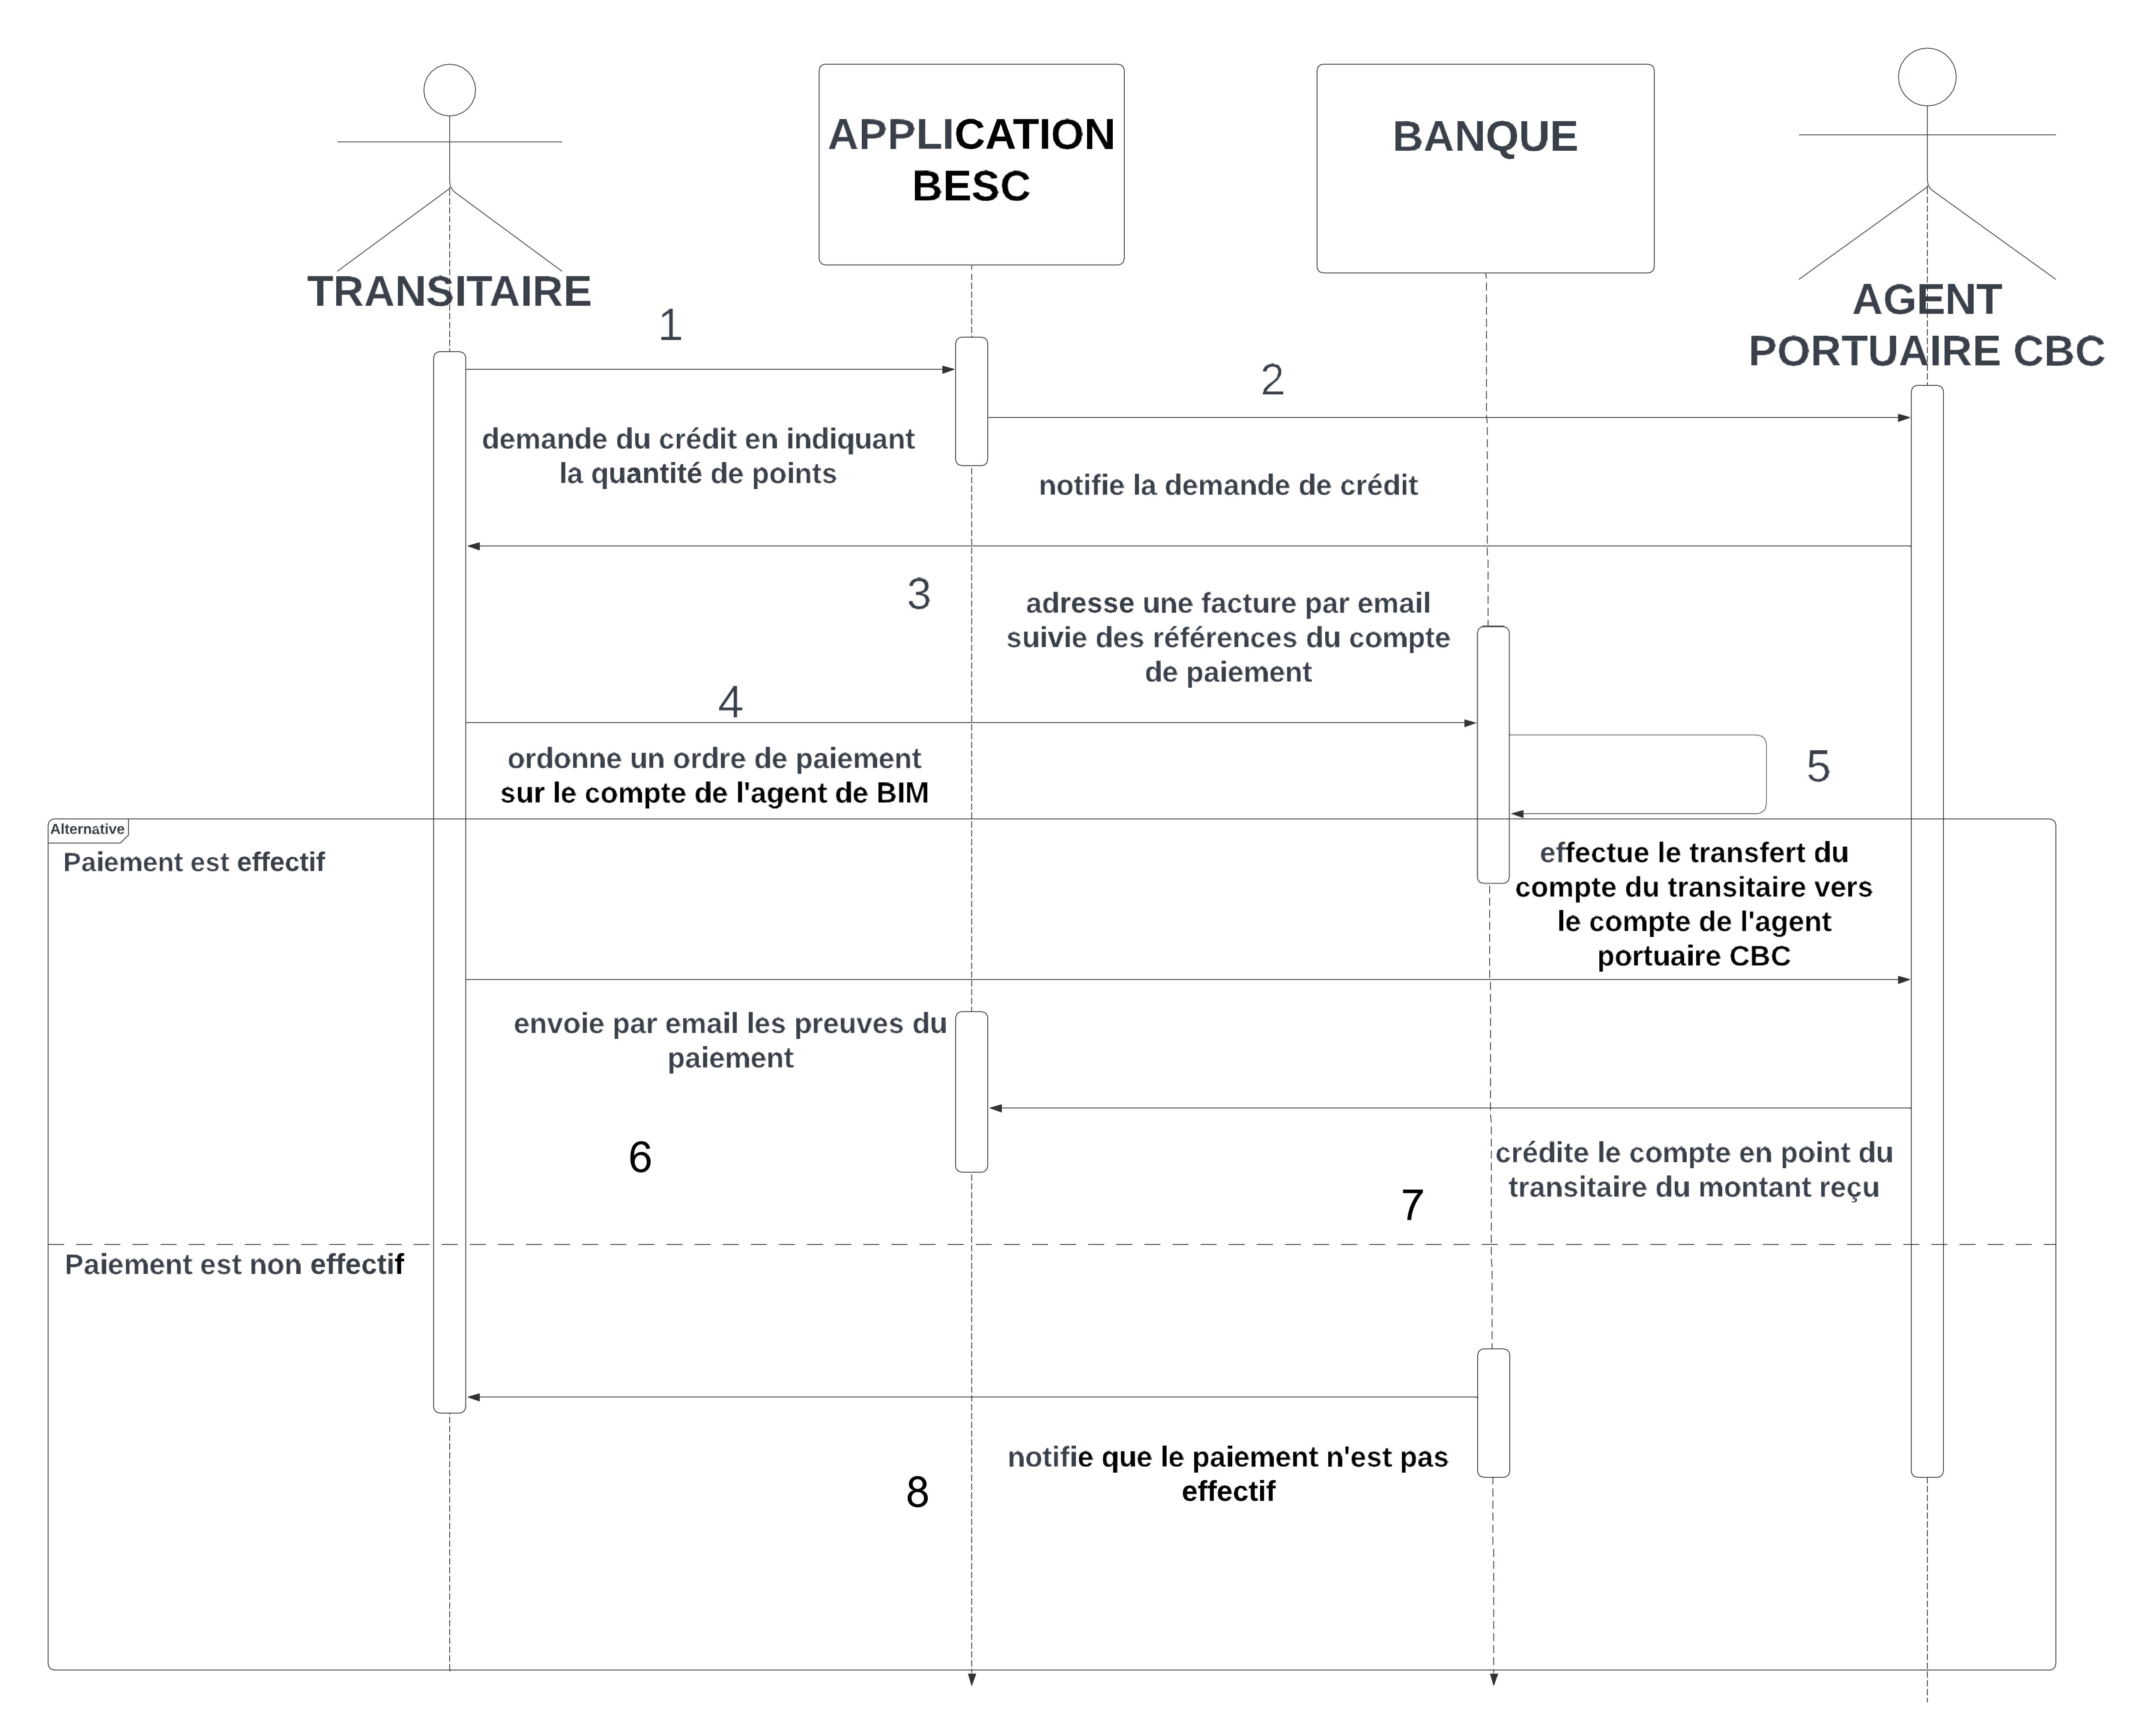 APPLICATION
BESC
BANQUE
TRANSITAIRE
AGENT
PORTUAIRE CBC
1
demande du crédit en indiquant
la quantité de points
2
notifie la demande de crédit
3
adresse une facture par email
suivie des références du compte
de paiement
4
ordonne un ordre de paiement
sur le compte de l'agent de BIM
5
effectue le transfert du
compte du transitaire vers
le compte de l'agent
portuaire CBC
Alternative
Paiement est effectif
envoie par email les preuves du
paiement
6
crédite le compte en point du
transitaire du montant reçu
7
Paiement est non effectif
notifie que le paiement n'est pas
effectif
8